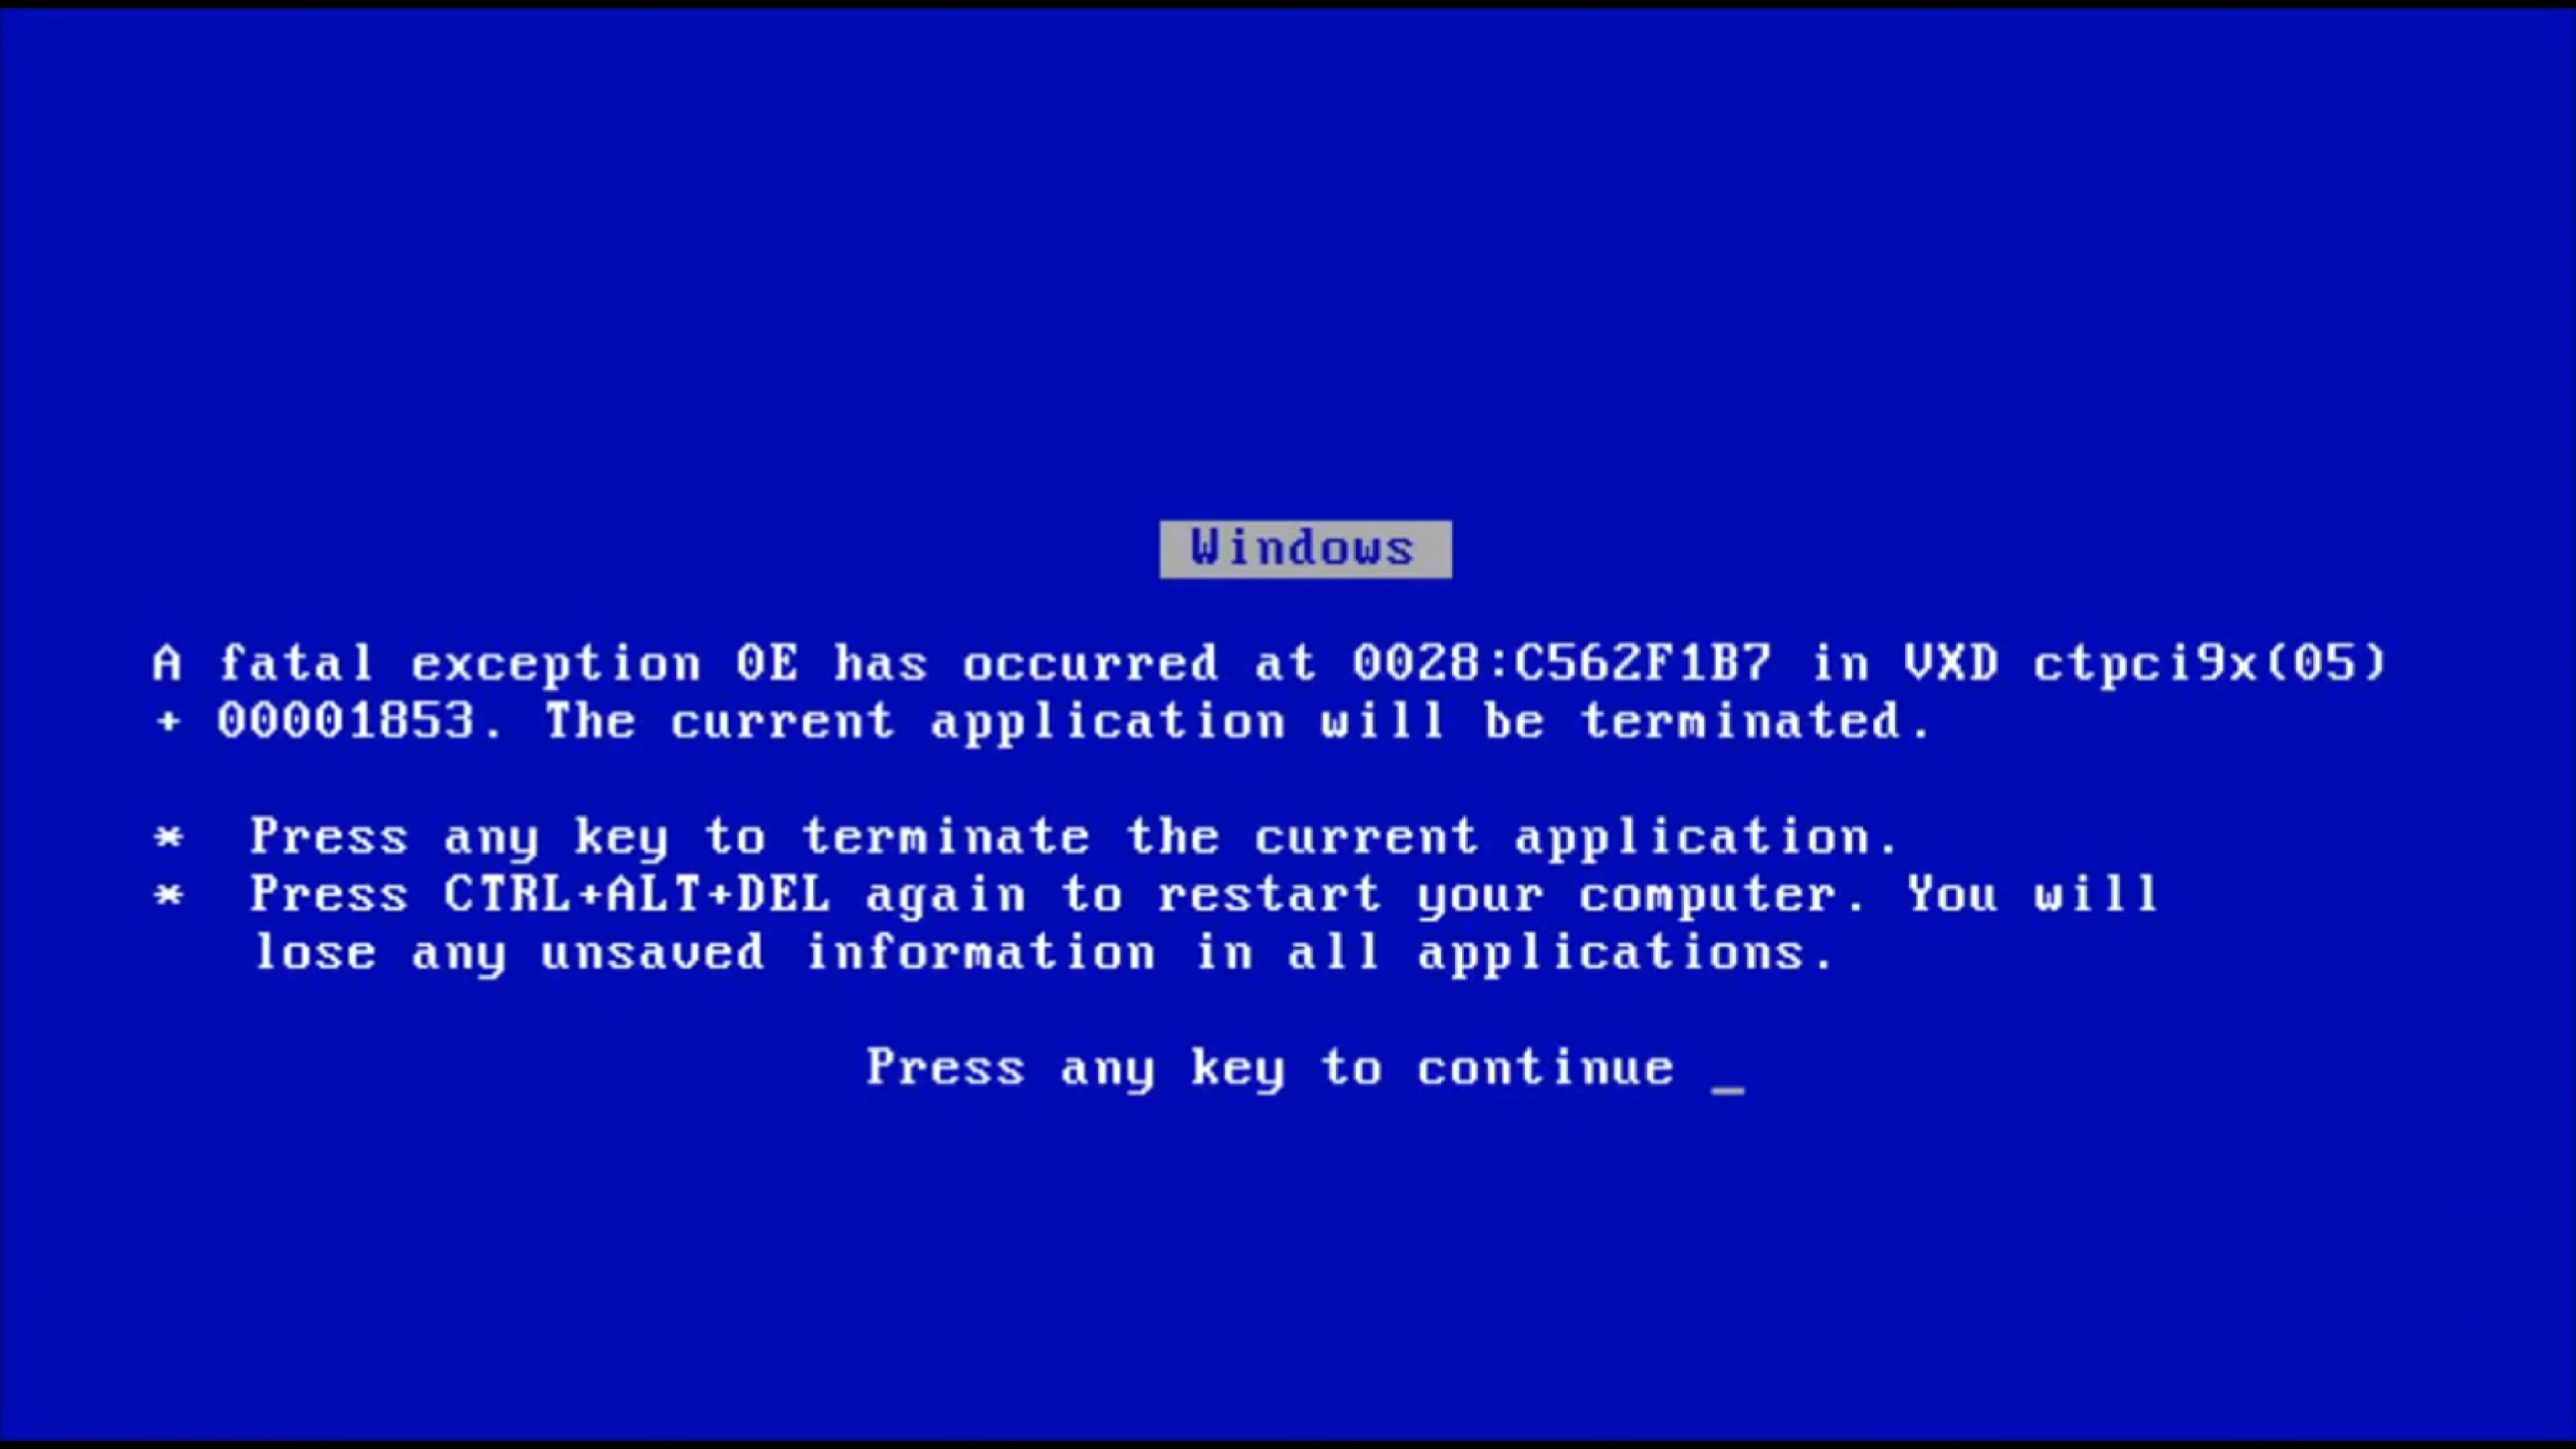 Windows
A fatal exception 0E has occurred at 0028:C562F1B7 in VXD ctpci9x(05)
+ 00001853. The current application will be terminated.
* Press any key to terminate the current application.
* Press CTRL+ALT+DEL again to restart your computer. You will
lose any unsaved information in all applications.
Press any key to continue _